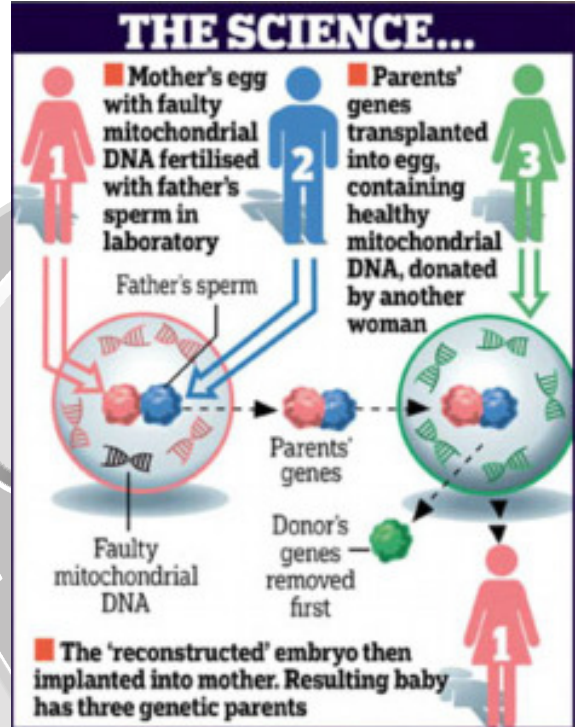 THE SCIENCE...
1
Mother's egg
with faulty
mitochondrial
DNA fertilised
with father's
sperm in
laboratory
2
Parents'
genes
transplanted
into egg,
containing
healthy
mitochondrial
DNA, donated
by another
woman
3
Father's sperm
Parents'
genes
Faulty
mitochondrial
DNA
Donor's
genes
removed
first
1
The 'reconstructed' embryo then
implanted into mother. Resulting baby
has three genetic parents